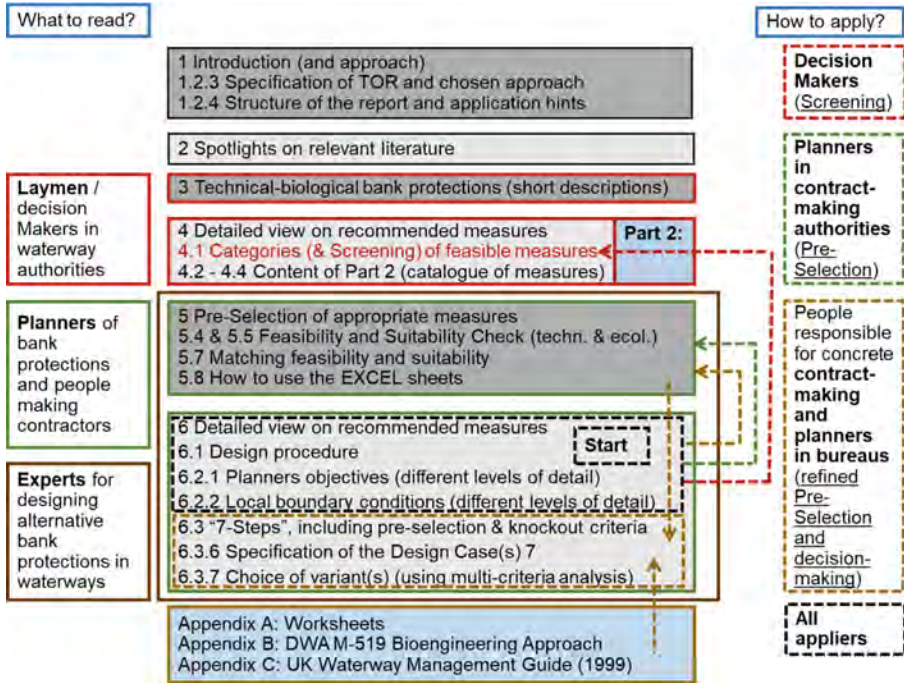 What to read?
How to apply?
1 Introduction (and approach)
1.2.3 Specification of TOR and chosen approach
1.2.4 Structure of the report and application hints
2 Spotlights on relevant literature
3 Technical-biological bank protections (short descriptions)
4 Detailed view on recommended measures
Part 2:
4.1 Categories (& Screening) of feasible measures
4.2 - 4.4 Content of Part 2 (catalogue of measures)
5 Pre-Selection of appropriate measures
5.4 & 5.5 Feasibility and Suitability Check (techn. & ecol.)
5.7 Matching feasibility and suitability
5.8 How to use the EXCEL sheets
6 Detailed view on recommended measures
Start
6.1 Design procedure
6.2.1 Planners objectives (different levels of detail)
6.2.2 Local boundary conditions (different levels of detail)
6.3 “7-Steps”, including pre-selection & knockout criteria
6.3.6 Specification of the Design Case(s) 7
6.3.7 Choice of variant(s) (using multi-criteria analysis)
Appendix A: Worksheets
Appendix B: DWA M-519 Bioengineering Approach
Appendix C: UK Waterway Management Guide (1999)
Laymen /
decision
Makers in
waterway
authorities
Planners of
bank
protections
and people
making
contractors
Experts for
designing
alternative
bank
protections in
waterways
Decision
Makers
(Screening)
Planners
in
contract-
making
authorities
(Pre-
Selection)
People
responsible
for concrete
contract-
making
and
planners
in bureaus
(refined
Pre-
Selection
and
decision-
making)
All
appliers